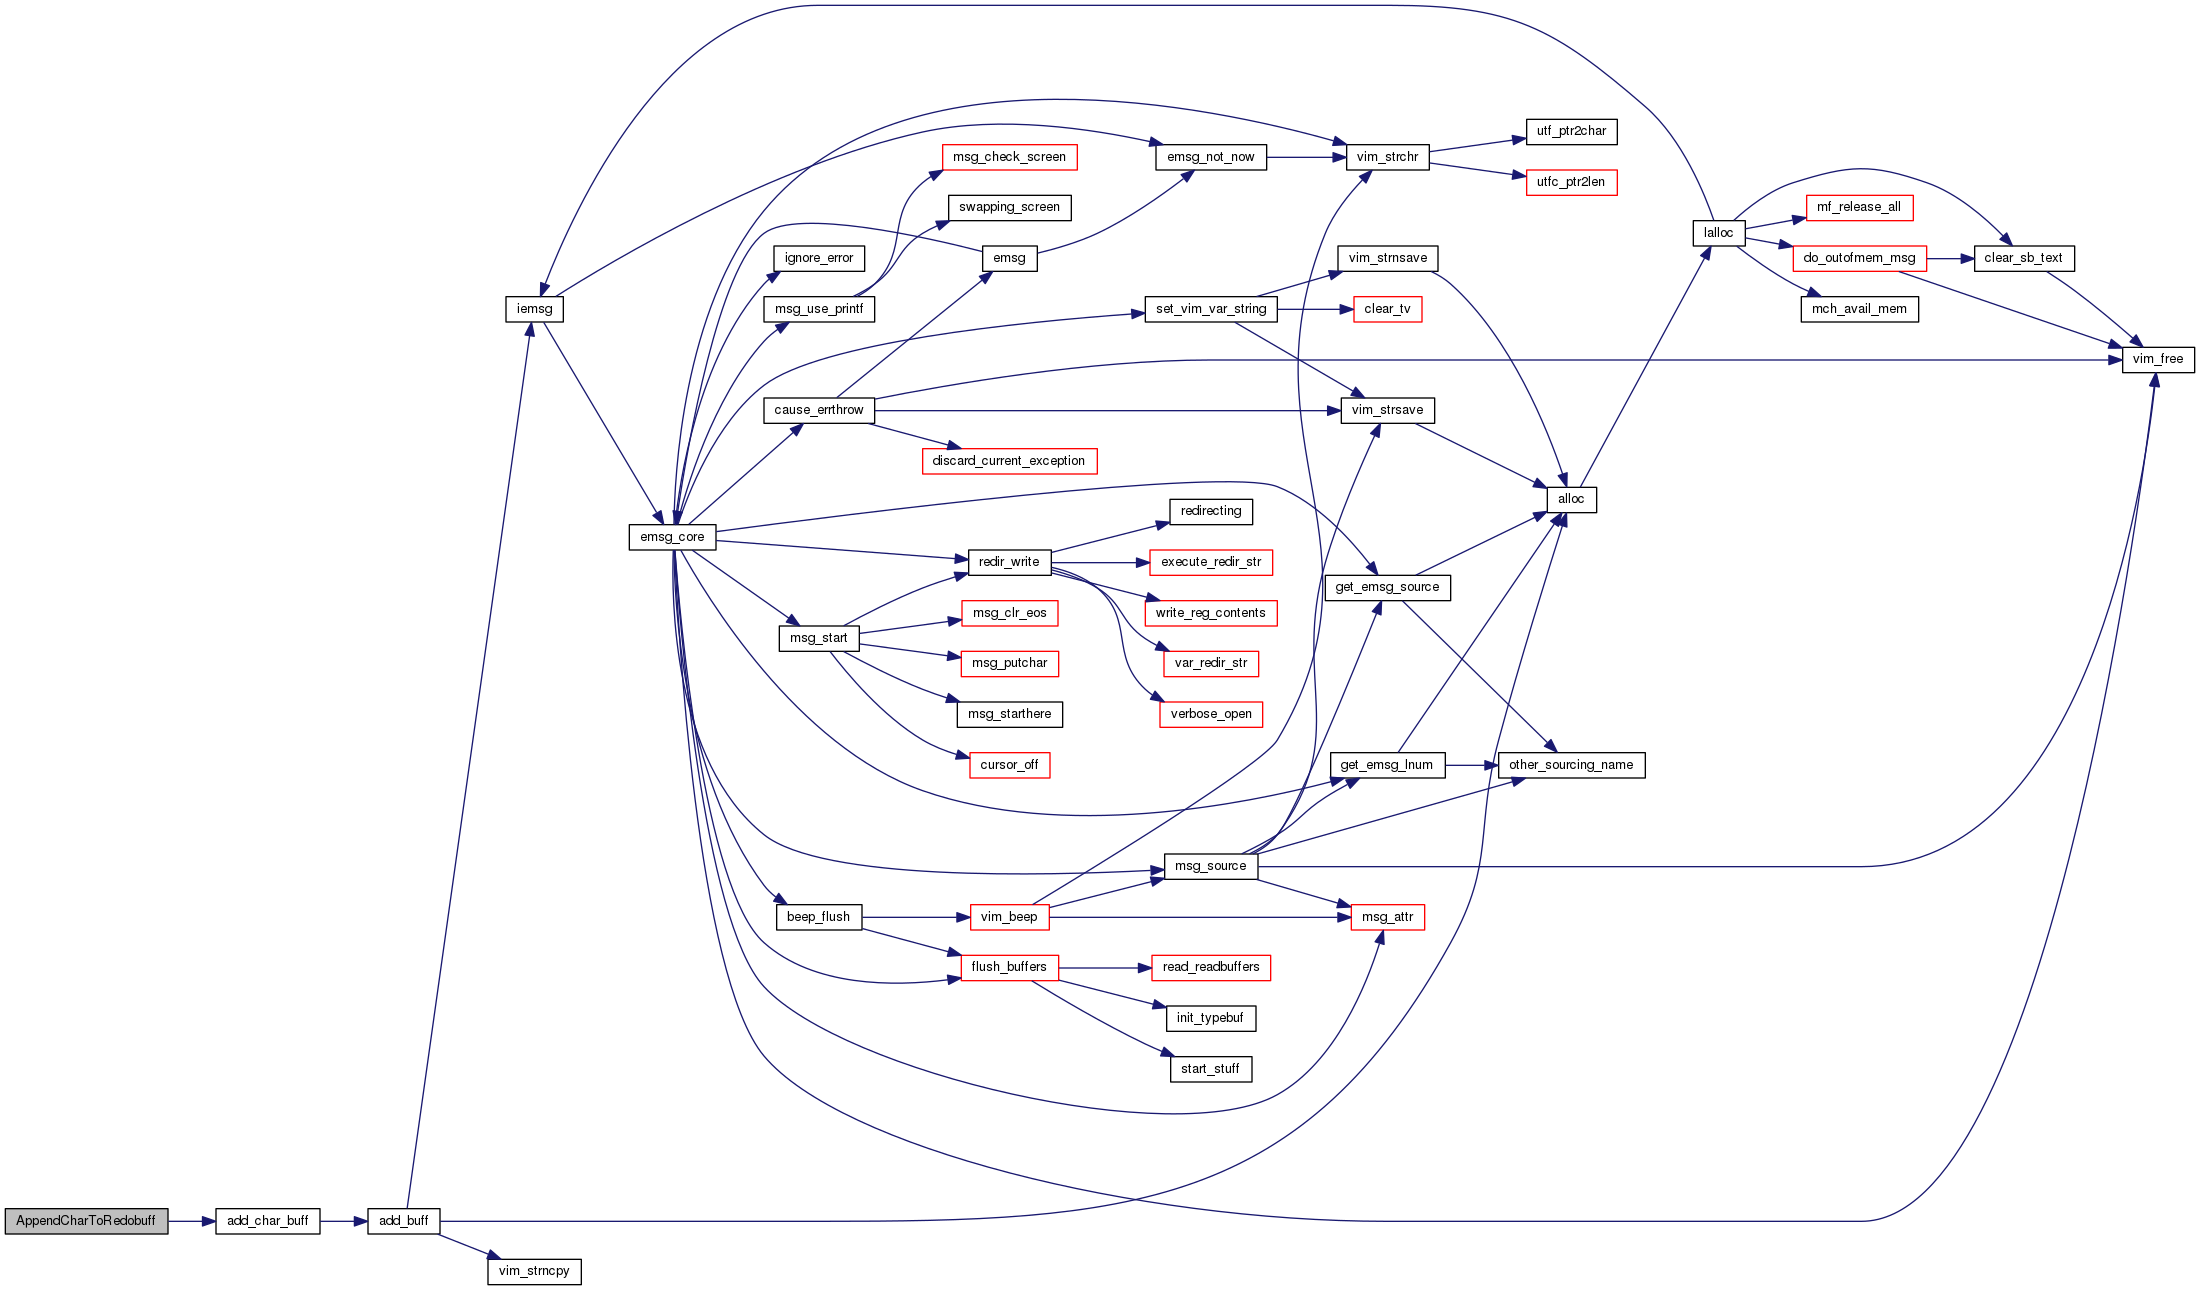 AppendCharToRedobuff
add_char_buff
add_buff
iemsg
vim_strncpy
emsg_core
ignore_error
msg_use_printf
cause_errthrow
msg_start
beep_flush
msg_check_screen
swapping_screen
emsg
discard_current_exception
redir_write
msg_clr_eos
msg_putchar
msg_starthere
cursor_off
vim_beep
flush_buffers
emsg_not_now
set_vim_var_string
redirecting
execute_redir_str
write_reg_contents
var_redir_str
verbose_open
msg_source
read_readbuffers
init_typebuf
start_stuff
vim_strchr
vim_strnsave
clear_tv
vim_strsave
get_emsg_source
get_emsg_lnum
msg_attr
utf_ptr2char
utfc_ptr2len
alloc
other_sourcing_name
lalloc
mf_release_all
do_outofmem_msg
mch_avail_mem
clear_sb_text
vim_free